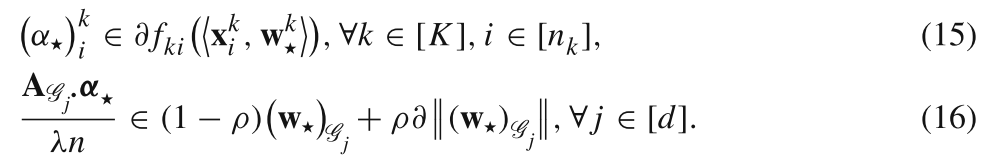 (α⋆)ᵢᵏ ∈ ∂fₖᵢ(⟨xᵢᵏ, w⋆ᵏ⟩), ∀k ∈ [K], i ∈ [nₖ], (15)
A𝒢ⱼ.α⋆ / λn ∈ (1 − ρ)(w⋆)𝒢ⱼ + ρ∂‖(w⋆)𝒢ⱼ‖, ∀j ∈ [d]. (16)